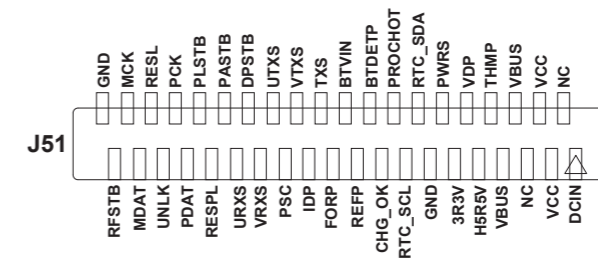 GND
MCK
RESL
PCK
PLSTB
PASTB
DPSTB
UTXS
VTXS
TXS
BTVIN
BTDETP
PROCHOT
RTC_SDA
PWRS
VDP
THMP
VBUS
VCC
NC
J51
RFSTB
MDAT
UNLK
PDAT
RESPL
URXS
VRXS
PSC
IDP
FORP
REFP
CHG_OK
RTC_SCL
GND
3R3V
H5R5V
VBUS
NC
VCC
DCIN